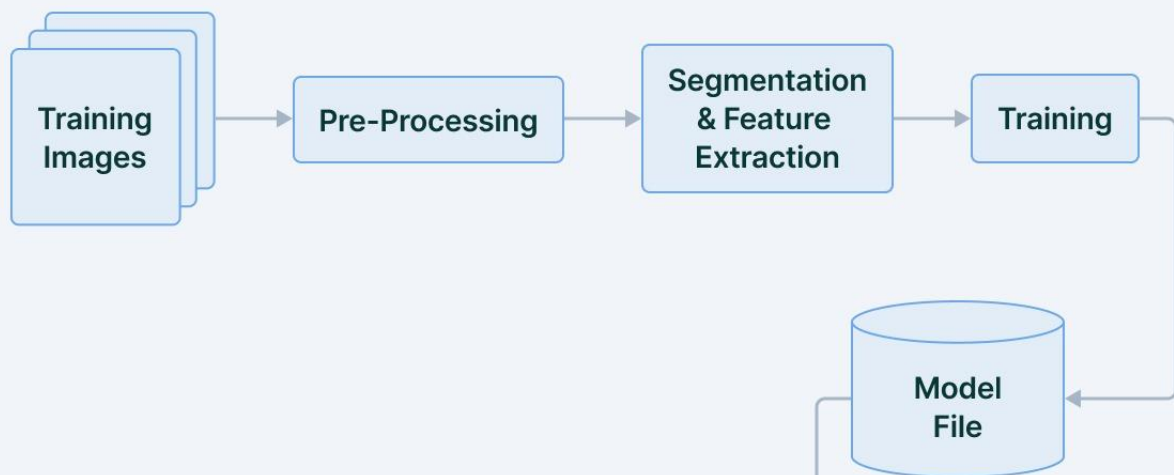 Training
Images
Pre-Processing
Segmentation
& Feature
Extraction
Training
Model
File